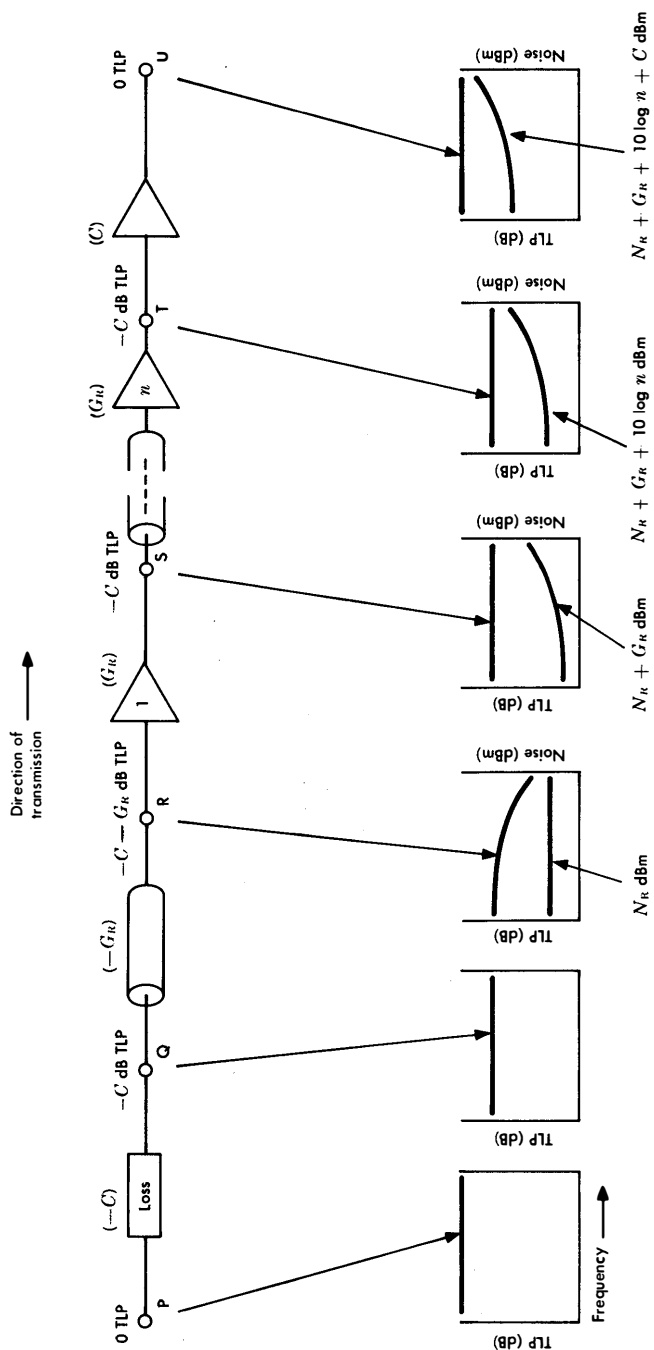 Direction of
transmission
0 TLP
P
(—C)
Loss
—C dB TLP
Q
(—G_R)
—C — G_R dB TLP
R
(G_R)
1
—C dB TLP
S
(G_R)
n
—C dB TLP
T
(C)
0 TLP
U
TLP (dB)
Frequency
TLP (dB)
TLP (dB)
Noise (dBm)
N_R dBm
TLP (dB)
Noise (dBm)
N_R + G_R dBm
TLP (dB)
Noise (dBm)
N_R + G_R + 10 log n dBm
TLP (dB)
Noise (dBm)
N_R + G_R + 10 log n + C dBm